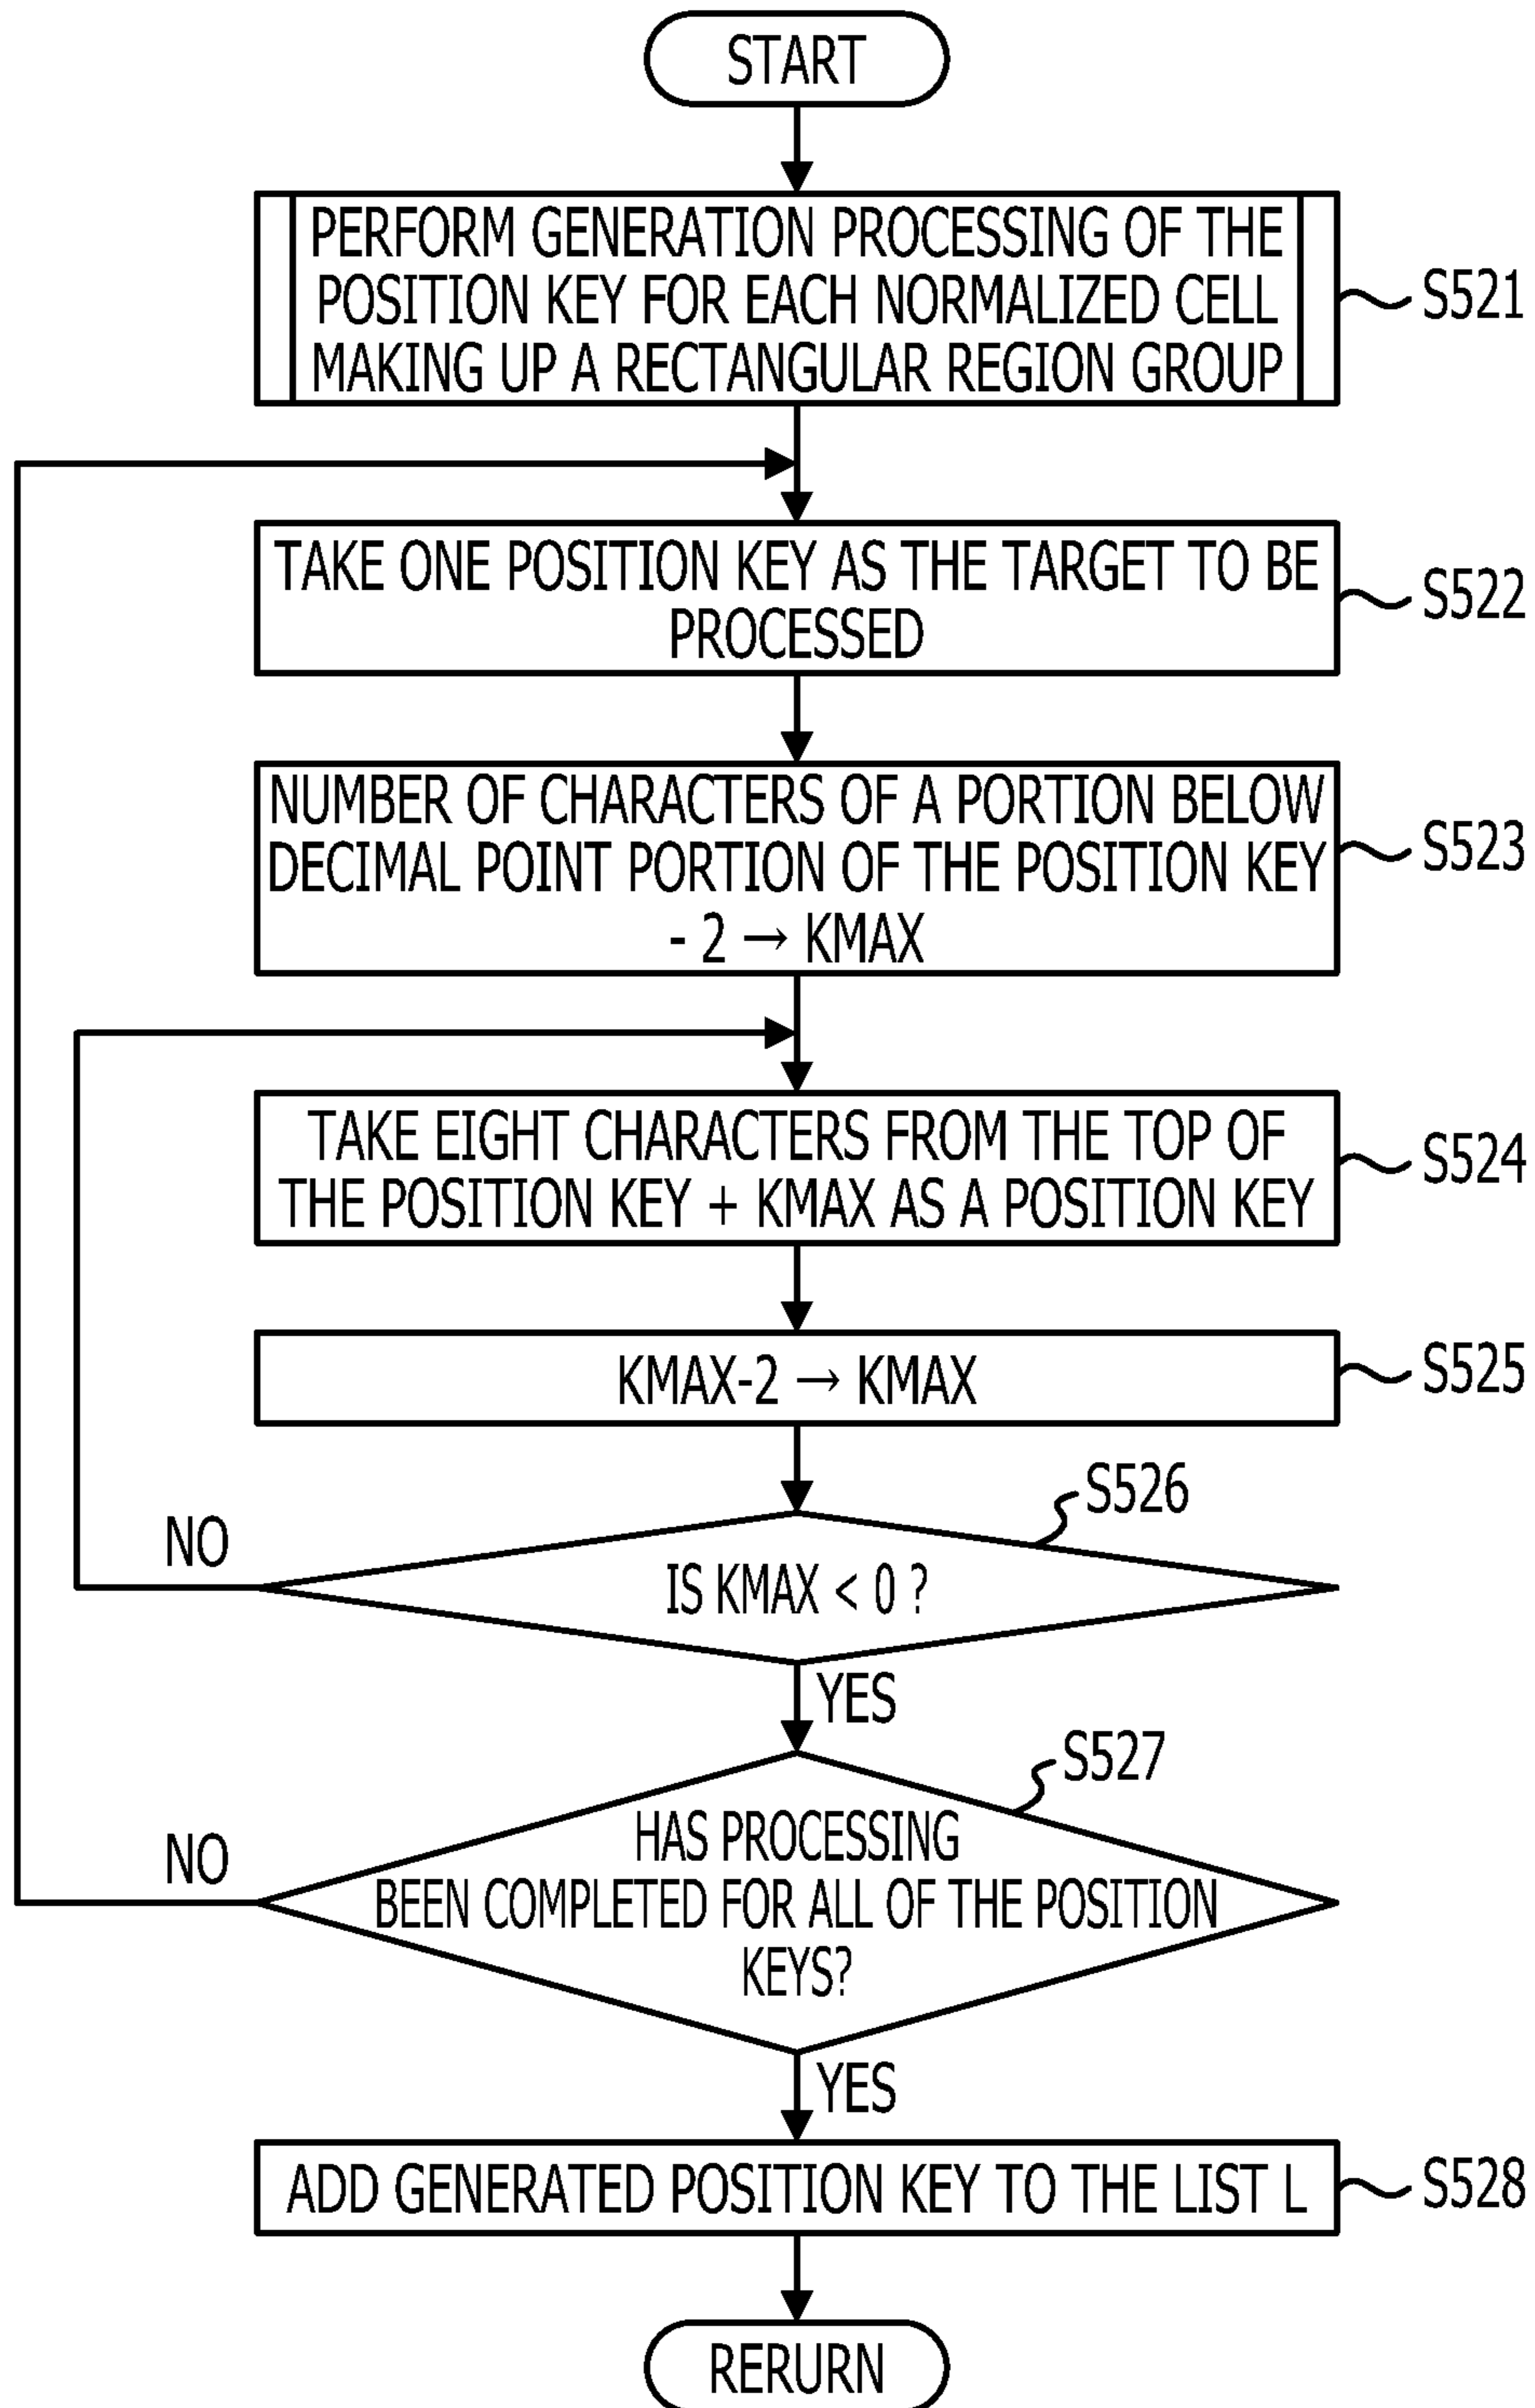 START
PERFORM GENERATION PROCESSING OF THE
POSITION KEY FOR EACH NORMALIZED CELL
MAKING UP A RECTANGULAR REGION GROUP
S521
TAKE ONE POSITION KEY AS THE TARGET TO BE
PROCESSED
S522
NUMBER OF CHARACTERS OF A PORTION BELOW
DECIMAL POINT PORTION OF THE POSITION KEY
- 2 → KMAX
S523
TAKE EIGHT CHARACTERS FROM THE TOP OF
THE POSITION KEY + KMAX AS A POSITION KEY
S524
KMAX-2 → KMAX
S525
S526
NO
IS KMAX < 0 ?
YES
S527
NO
HAS PROCESSING
BEEN COMPLETED FOR ALL OF THE POSITION
KEYS?
YES
ADD GENERATED POSITION KEY TO THE LIST L
S528
RERURN